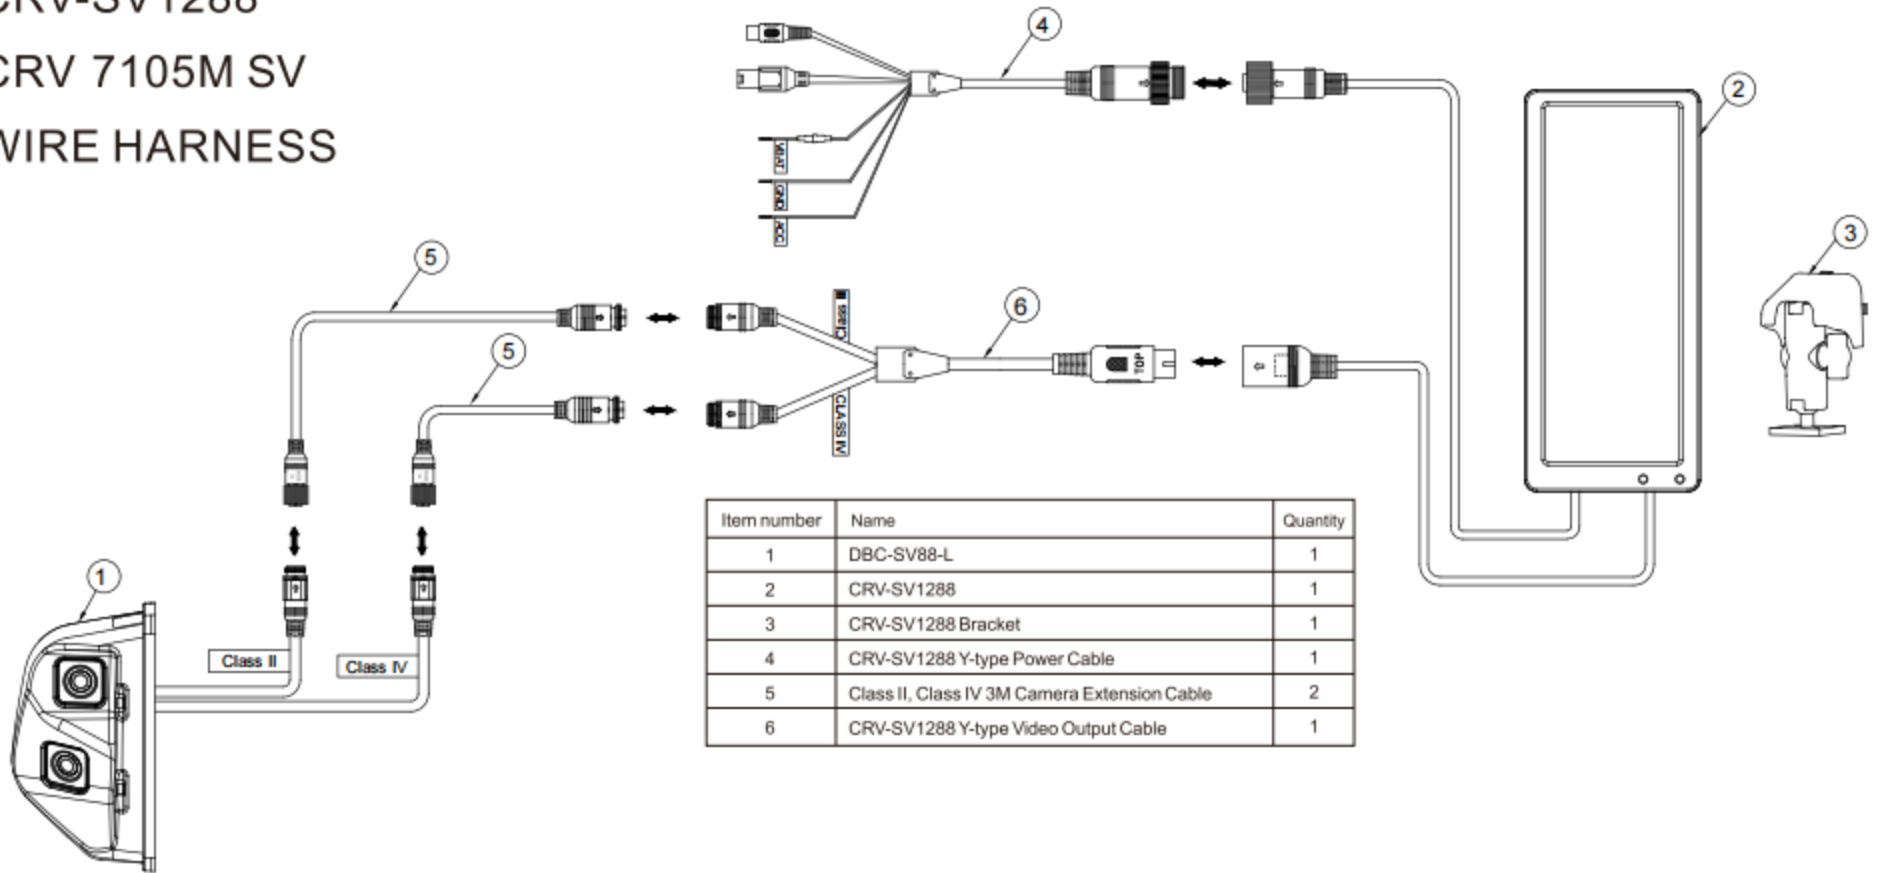 CRV-SV1288
CRV 7105M SV
WIRE HARNESS
4
2
3
VBAT
GND
ACC
5
5
6
Class II
CLASS IV
TOP
1
Class II
Class IV
Item number Name Quantity
1 DBC-SV88-L 1
2 CRV-SV1288 1
3 CRV-SV1288 Bracket 1
4 CRV-SV1288 Y-type Power Cable 1
5 Class II, Class IV 3M Camera Extension Cable 2
6 CRV-SV1288 Y-type Video Output Cable 1